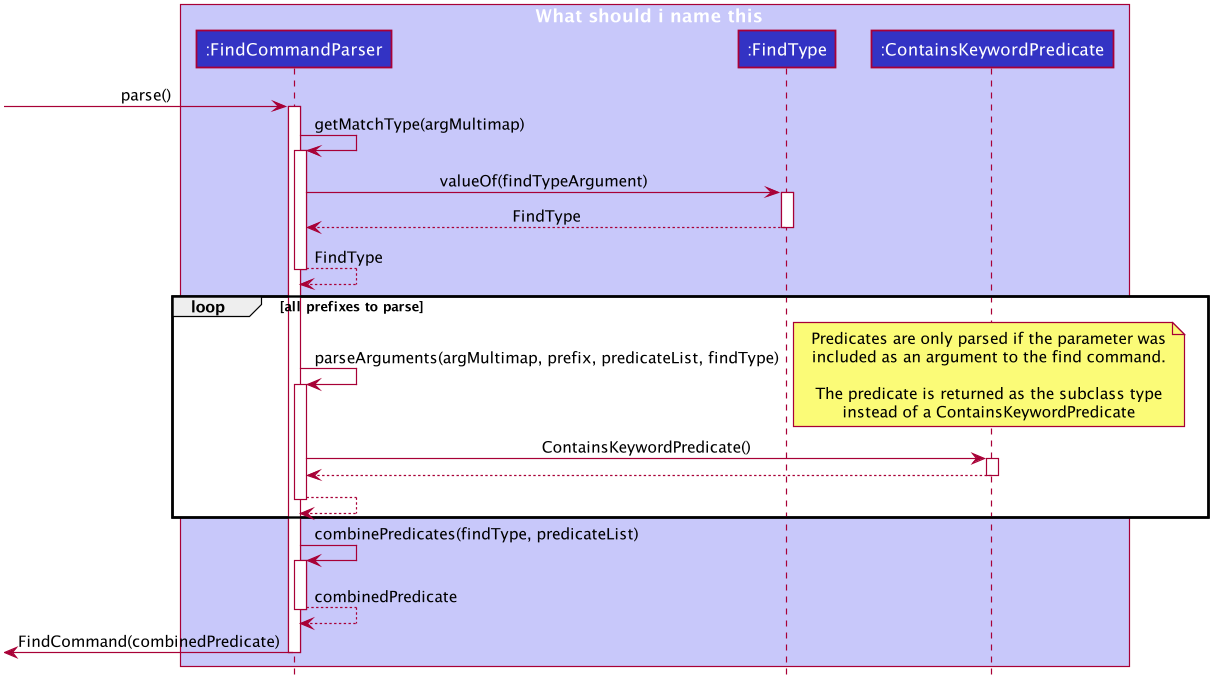 What should i name this
:FindCommandParser
:FindType
:ContainsKeywordPredicate
parse()
getMatchType(argMultimap)
valueOf(findTypeArgument)
FindType
FindType
loop
[all prefixes to parse]
Predicates are only parsed if the parameter was
included as an argument to the find command.
The predicate is returned as the subclass type
instead of a ContainsKeywordPredicate
parseArguments(argMultimap, prefix, predicateList, findType)
ContainsKeywordPredicate()
combinePredicates(findType, predicateList)
combinedPredicate
FindCommand(combinedPredicate)